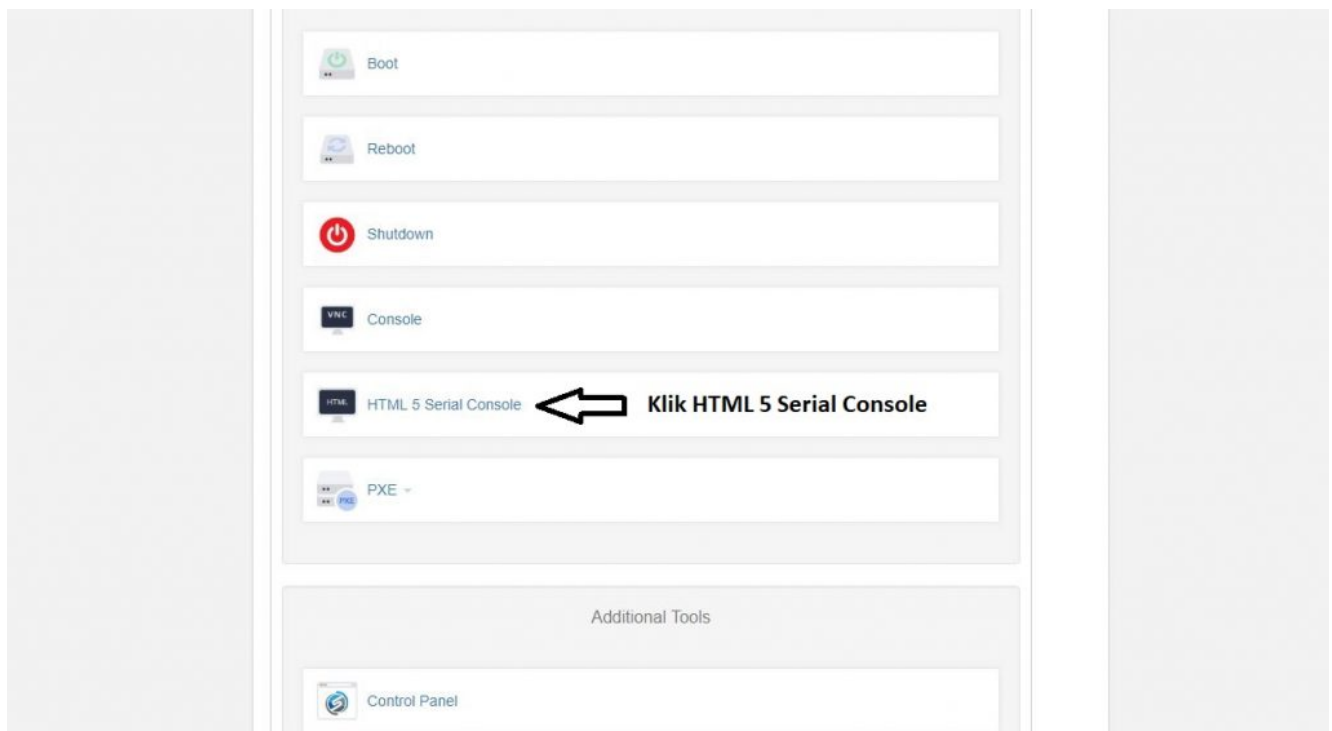 Boot
Reboot
Shutdown
VNC
Console
HTML
HTML 5 Serial Console Klik HTML 5 Serial Console
PXE
PXE
Additional Tools
Control Panel